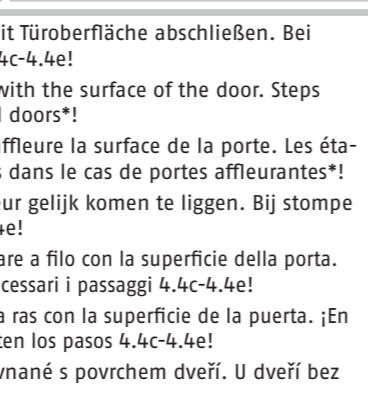 it Türoberfläche abschließen. Bei
4c-4.4e!
with the surface of the door. Steps
doors*!
affleure la surface de la porte. Les éta-
s dans le cas de portes affleurantes*!
eur gelijk komen te liggen. Bij stompe
4e!
are a filo con la superficie della porta.
cessari i passaggi 4.4c-4.4e!
a ras con la superficie de la puerta. ¡En
ten los pasos 4.4c-4.4e!
vnané s povrchem dveří. U dveří bez